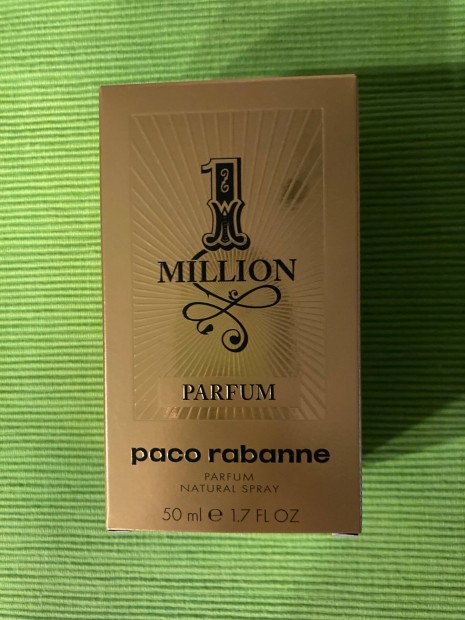 1
MILLION
PARFUM
paco rabanne
PARFUM
NATURAL SPRAY
50 ml ℮ 1.7 FL OZ